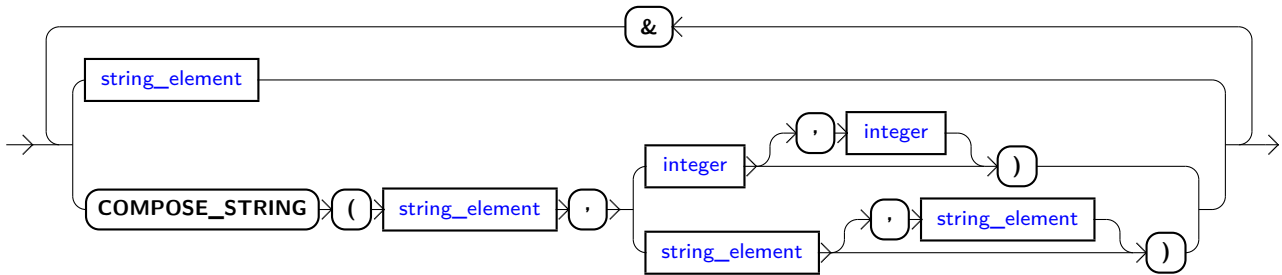 &
string_element
, integer
integer )
COMPOSE_STRING ( string_element ,
, string_element
string_element )